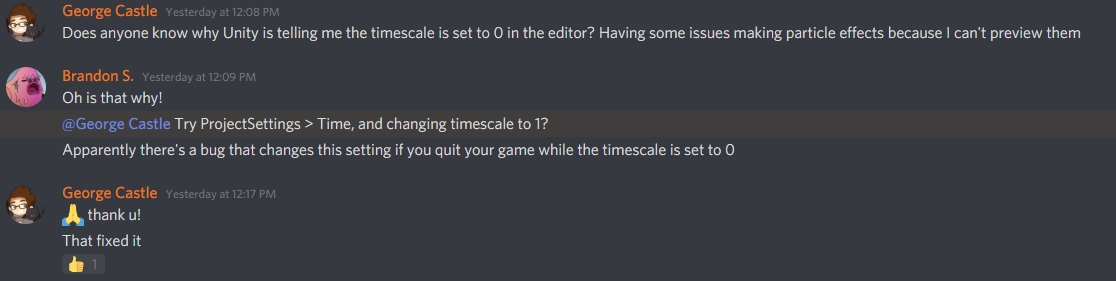 George Castle Yesterday at 12:08 PM
Does anyone know why Unity is telling me the timescale is set to 0 in the editor? Having some issues making particle effects because I can't preview them
Brandon S. Yesterday at 12:09 PM
Oh is that why!
@George Castle Try ProjectSettings > Time, and changing timescale to 1?
Apparently there's a bug that changes this setting if you quit your game while the timescale is set to 0
George Castle Yesterday at 12:17 PM
🙏 thank u!
That fixed it
👍 1